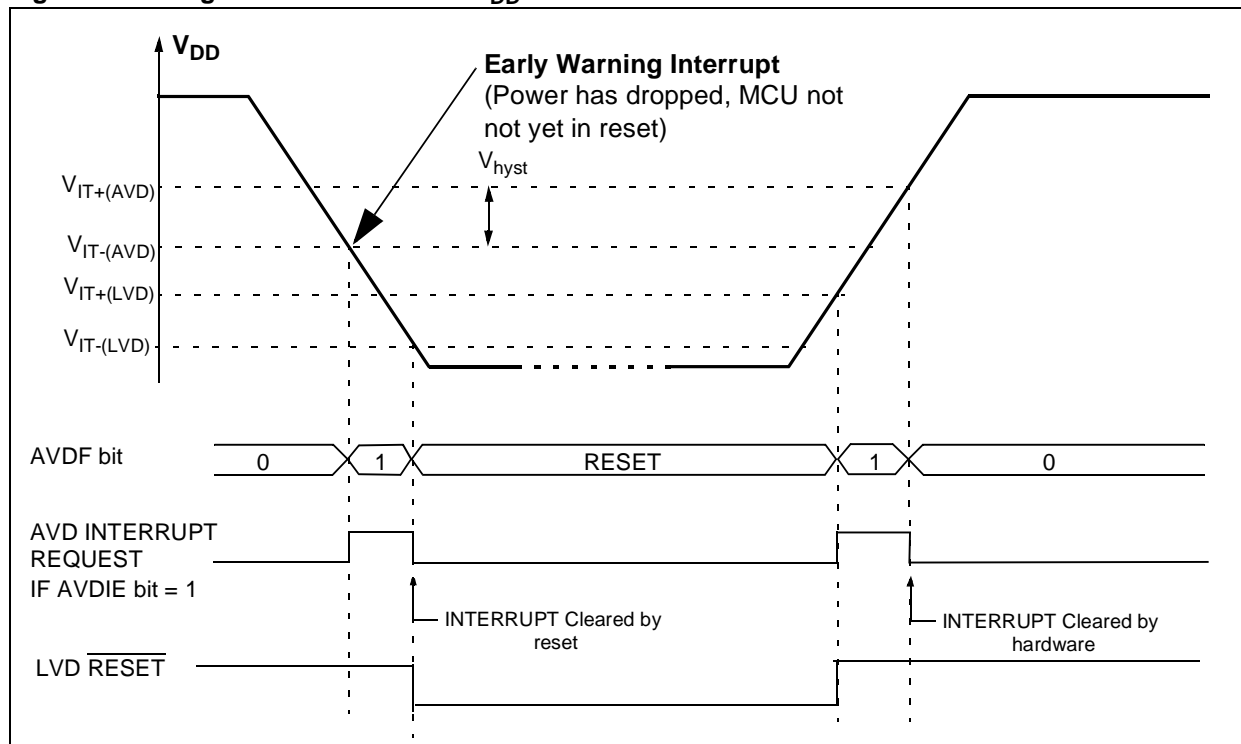 V_DD
V_DD
Early Warning Interrupt
(Power has dropped, MCU not
not yet in reset)
V_hyst
V_IT+(AVD)
V_IT-(AVD)
V_IT+(LVD)
V_IT-(LVD)
AVDF bit
0
1
RESET
1
0
AVD INTERRUPT
REQUEST
IF AVDIE bit = 1
INTERRUPT Cleared by
reset
INTERRUPT Cleared by
hardware
LVD RESET